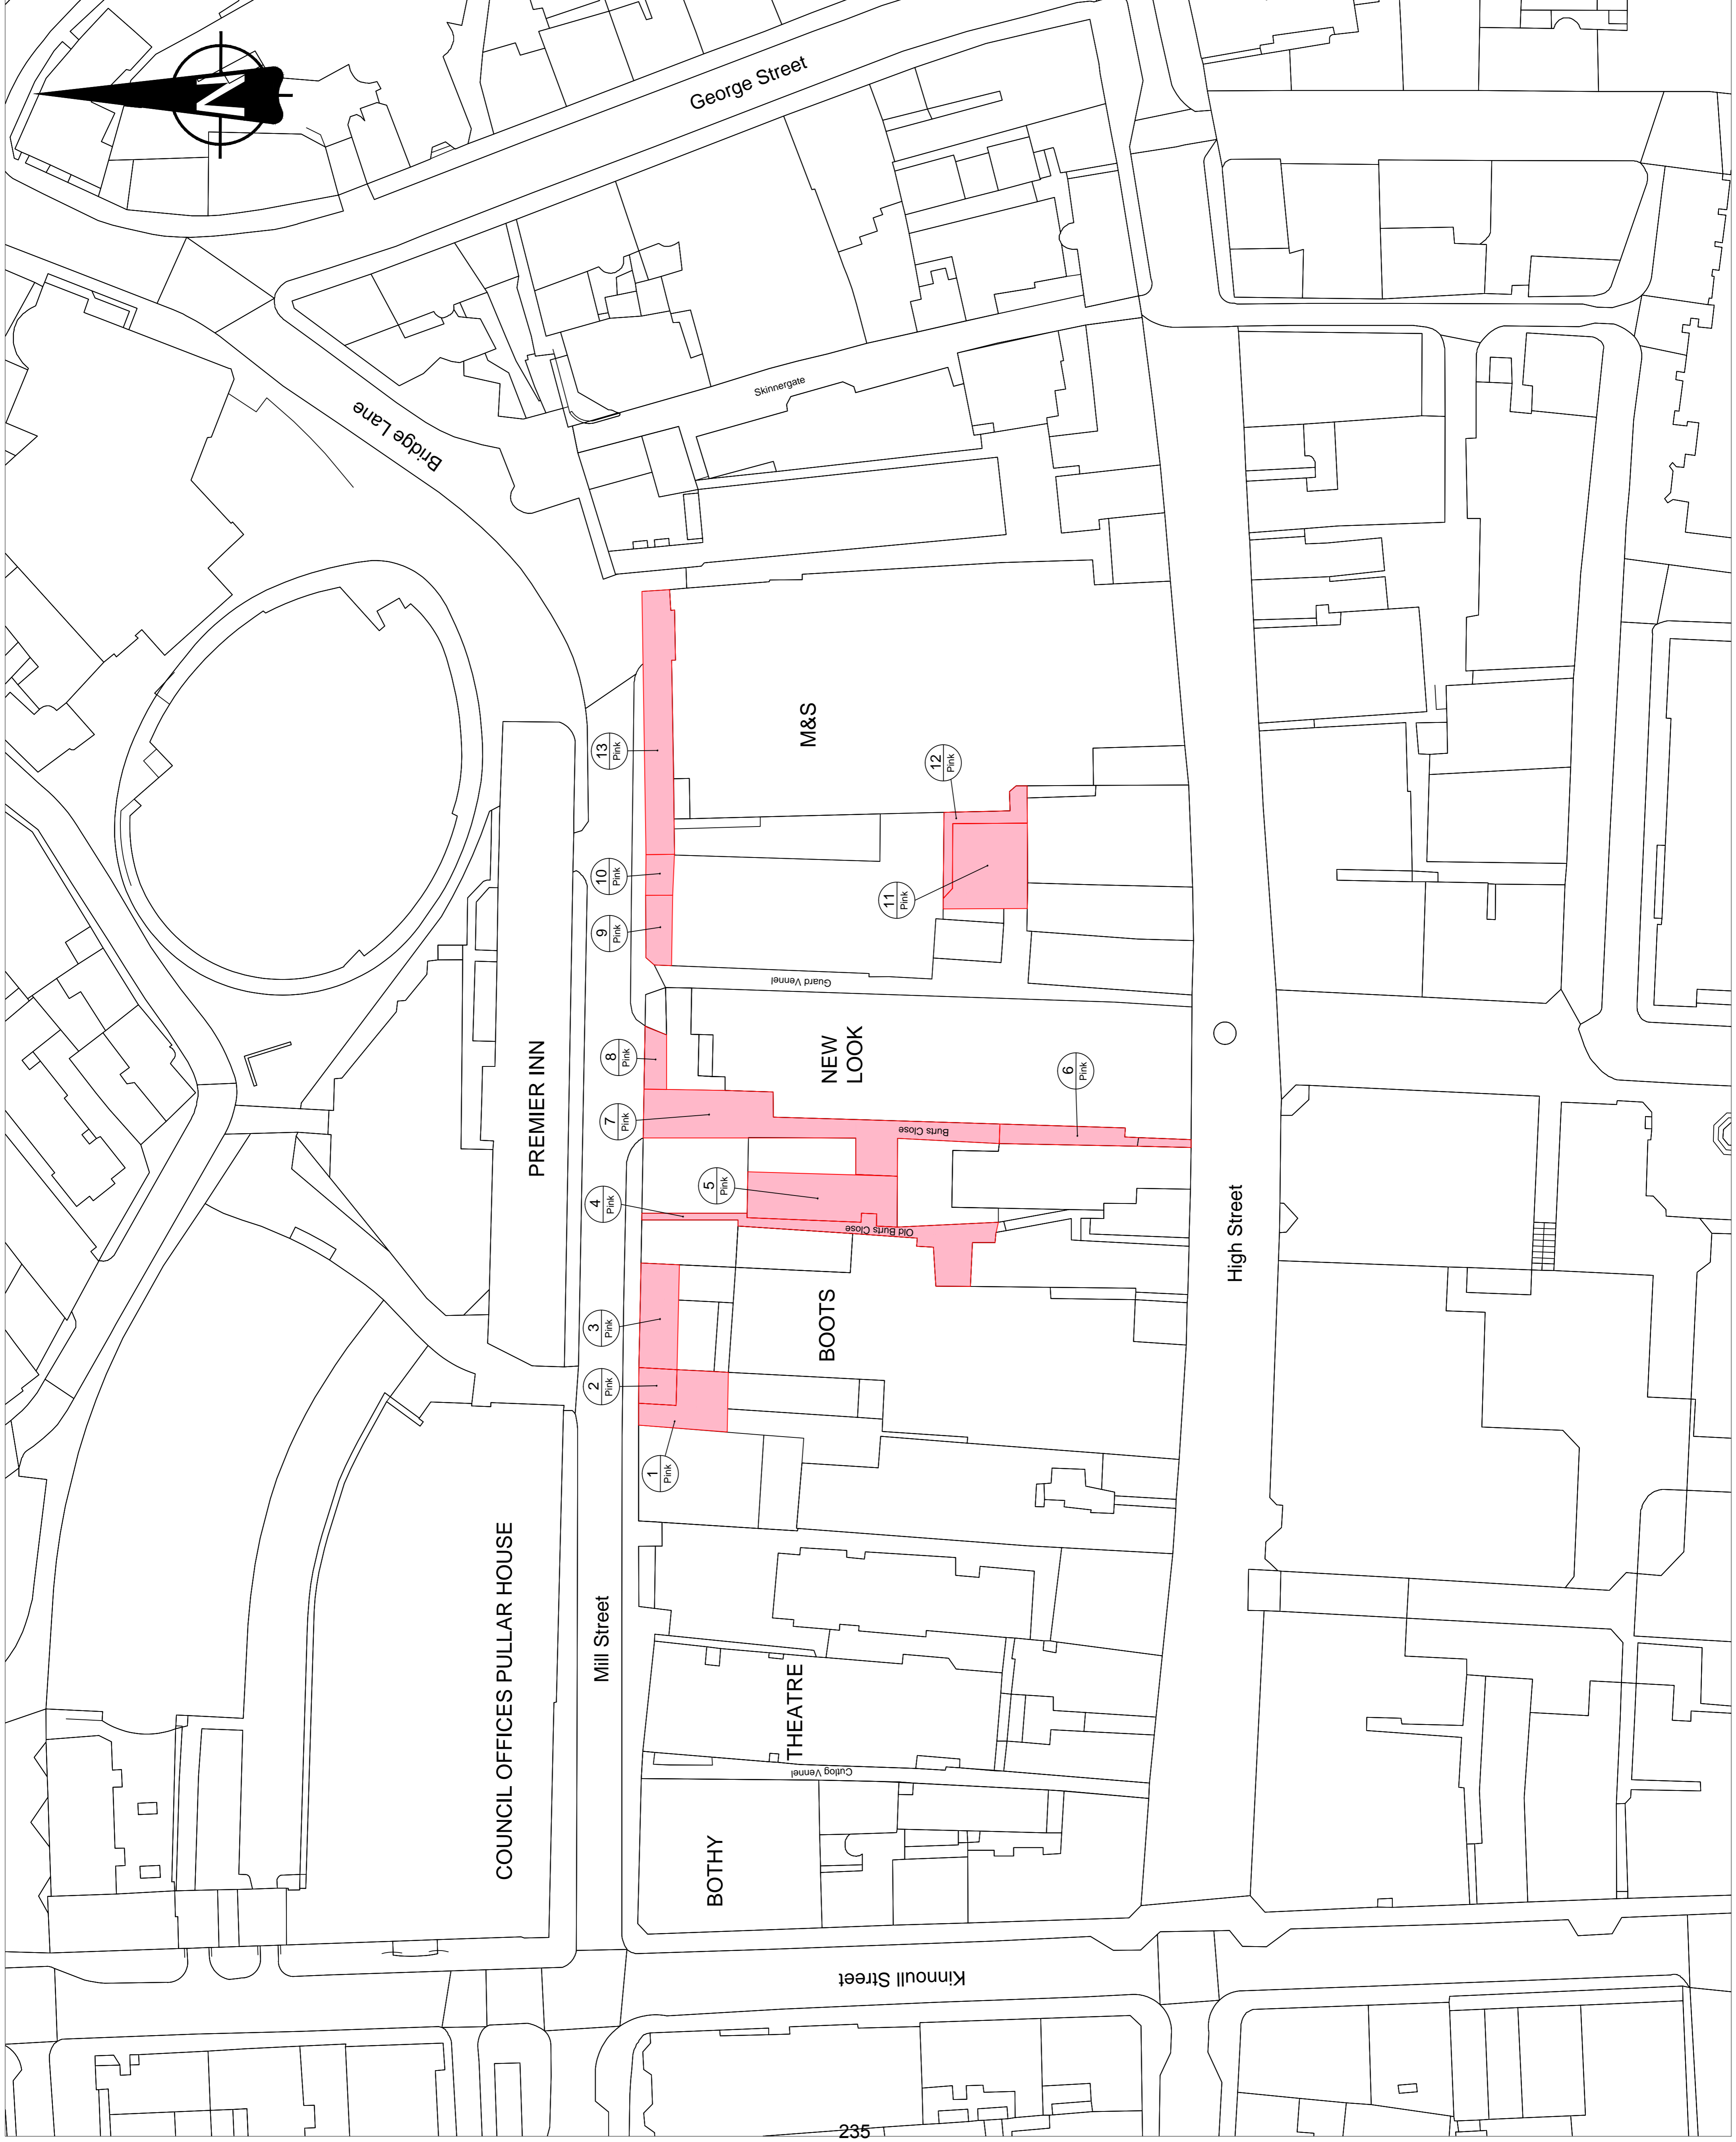 N
George Street
Bridge Lane
Skinnergate
M&S
13
Pink
12
Pink
10
Pink
11
Pink
9
Pink
Guard Vennel
PREMIER INN
NEW
LOOK
8
Pink
6
Pink
7
Pink
Burts Close
5
Pink
4
Pink
Old Burts Close
High Street
BOOTS
3
Pink
2
Pink
1
Pink
COUNCIL OFFICES PULLAR HOUSE
Mill Street
THEATRE
Cutlog Vennel
BOTHY
Kinnoull Street
235